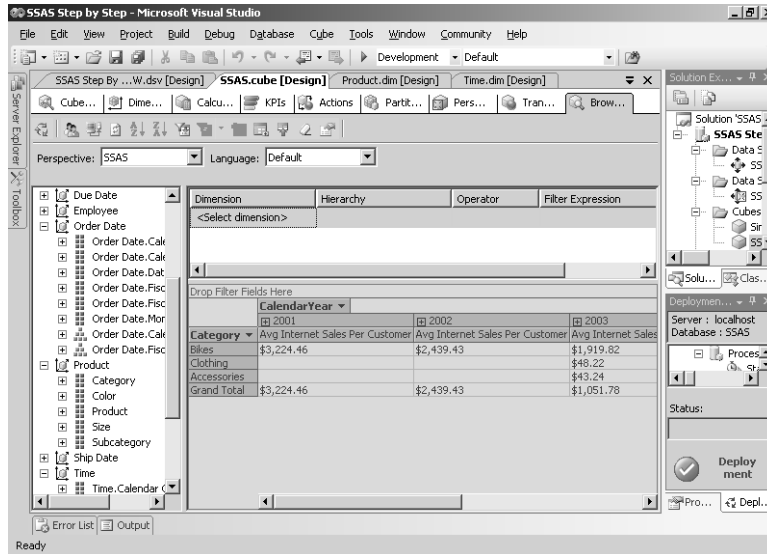 SSAS Step by Step - Microsoft Visual Studio
File Edit View Project Build Debug Database Cube Tools Window Community Help
Development Default
SSAS Step By ...W.dsv [Design] SSAS.cube [Design] Product.dim [Design] Time.dim [Design]
Cube... Dime... Calcu... KPIs Actions Partit... Pers... Tran... Brow...
Perspective: SSAS Language: Default
Server Explorer
Toolbox
Due Date
Employee
Order Date
Order Date.Cale
Order Date.Cale
Order Date.Dat
Order Date.Fisc
Order Date.Fisc
Order Date.Mor
Order Date.Cale
Order Date.Fisc
Product
Category
Color
Product
Size
Subcategory
Ship Date
Time
Time.Calendar
Dimension Hierarchy Operator Filter Expression
<Select dimension>
Drop Filter Fields Here
CalendarYear
2001 2002 2003
Category Avg Internet Sales Per Customer Avg Internet Sales Per Customer Avg Internet Sales
Bikes $3,224.46 $2,439.43 $1,919.82
Clothing $48.22
Accessories $43.24
Grand Total $3,224.46 $2,439.43 $1,051.78
Solution Ex...
Solution 'SSAS
SSAS Ste
Data S
SS
Data S
SS
Cubes
Sir
SS
Solu... Clas...
Deploymen...
Server : localhost
Database : SSAS
Proces
Status:
Deploy
ment
Pro... Depl...
Error List Output
Ready